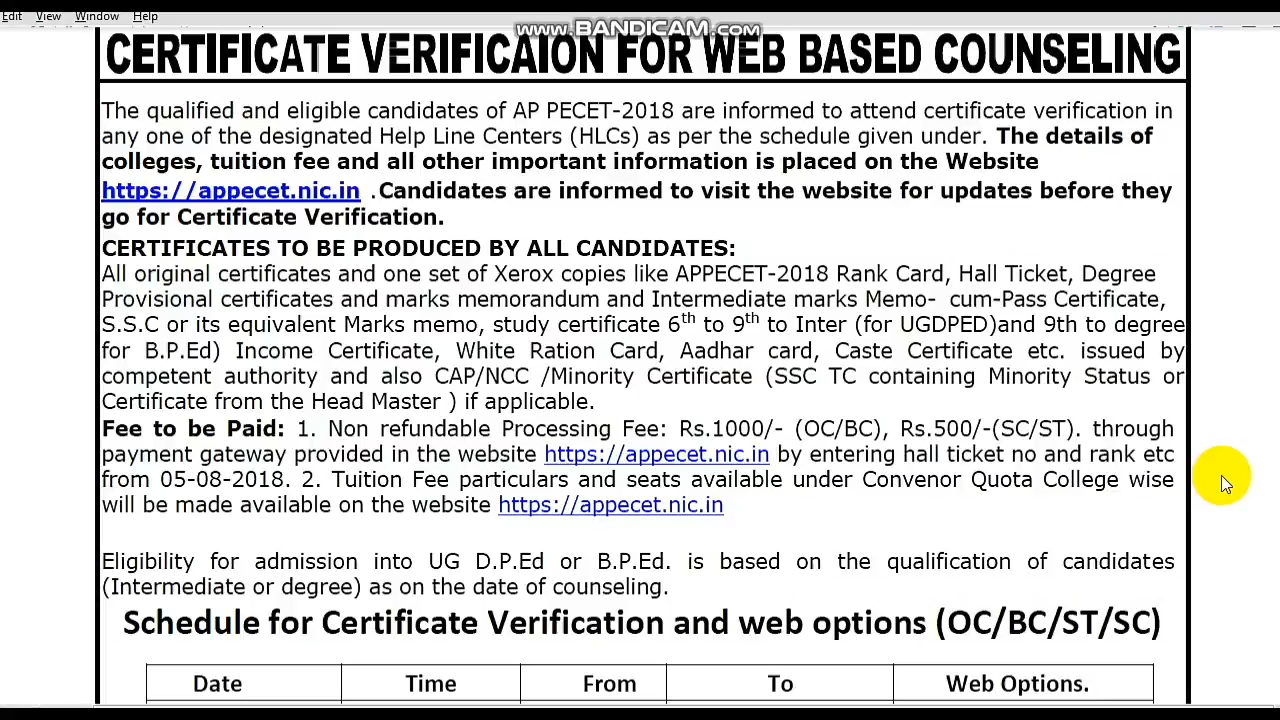 Edit View Window Help
www.BANDICAM.com
CERTIFICATE VERIFICAION FOR WEB BASED COUNSELING
The qualified and eligible candidates of AP PECET-2018 are informed to attend certificate verification in
any one of the designated Help Line Centers (HLCs) as per the schedule given under. The details of
colleges, tuition fee and all other important information is placed on the Website
https://appecet.nic.in .Candidates are informed to visit the website for updates before they
go for Certificate Verification.
CERTIFICATES TO BE PRODUCED BY ALL CANDIDATES:
All original certificates and one set of Xerox copies like APPECET-2018 Rank Card, Hall Ticket, Degree
Provisional certificates and marks memorandum and Intermediate marks Memo- cum-Pass Certificate,
S.S.C or its equivalent Marks memo, study certificate 6th to 9th to Inter (for UGDPED)and 9th to degree
for B.P.Ed) Income Certificate, White Ration Card, Aadhar card, Caste Certificate etc. issued by
competent authority and also CAP/NCC /Minority Certificate (SSC TC containing Minority Status or
Certificate from the Head Master ) if applicable.
Fee to be Paid: 1. Non refundable Processing Fee: Rs.1000/- (OC/BC), Rs.500/-(SC/ST). through
payment gateway provided in the website https://appecet.nic.in by entering hall ticket no and rank etc
from 05-08-2018. 2. Tuition Fee particulars and seats available under Convenor Quota College wise
will be made available on the website https://appecet.nic.in
Eligibility for admission into UG D.P.Ed or B.P.Ed. is based on the qualification of candidates
(Intermediate or degree) as on the date of counseling.
Schedule for Certificate Verification and web options (OC/BC/ST/SC)
Date Time From To Web Options.